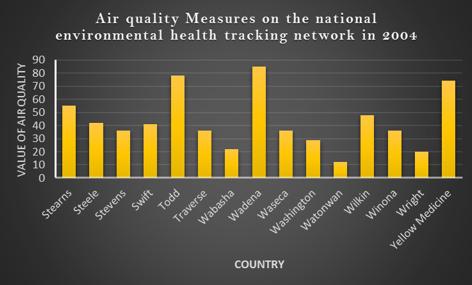 Air quality Measures on the national
environmental health tracking network in 2004
VALUE OF AIR QUALITY
90
80
70
60
50
40
30
20
10
0
Stearns
Steele
Stevens
Swift
Todd
Traverse
Wabasha
Wadena
Waseca
Washington
Watonwan
Wilkin
Winona
Wright
Yellow Medicine
COUNTRY